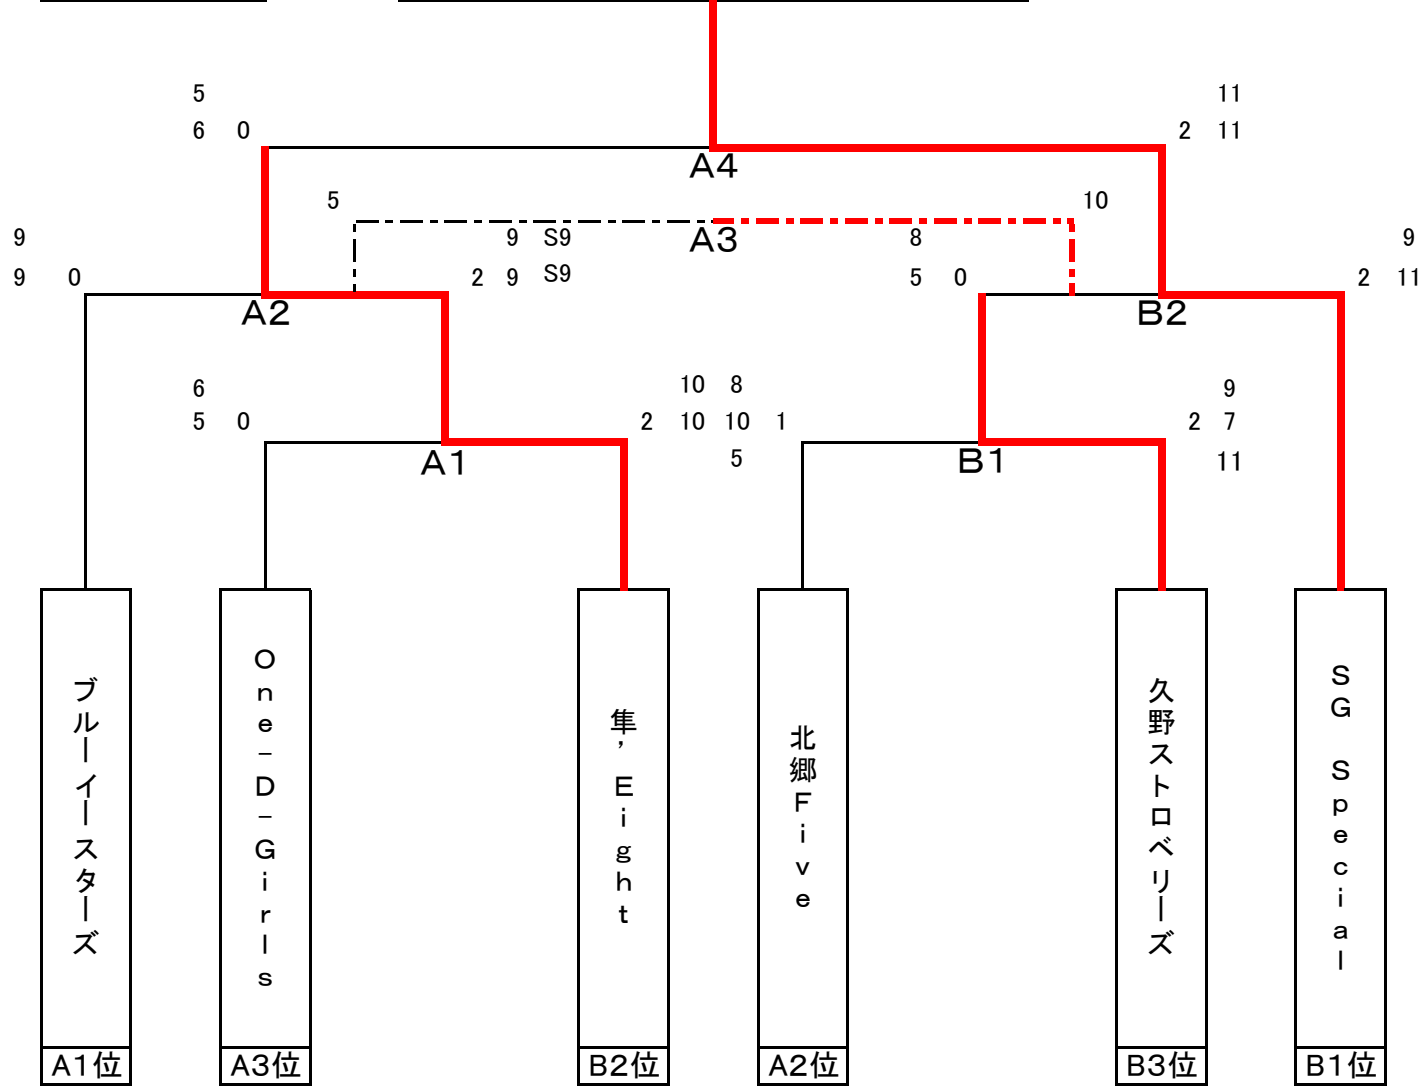 5 11
6 0 2 11
A4
5 10
9 9 S9 A3 8 9
9 0 2 9 S9 5 0 2 11
A2 B2
6 10 8 9
5 0 2 10 10 1 2 7
A1 5 B1 11
ブルーイースターズ
One-D-Girls
隼’Eight
北郷Five
久野ストロベリーズ
SG Special
A1位 A3位 B2位 A2位 B3位 B1位